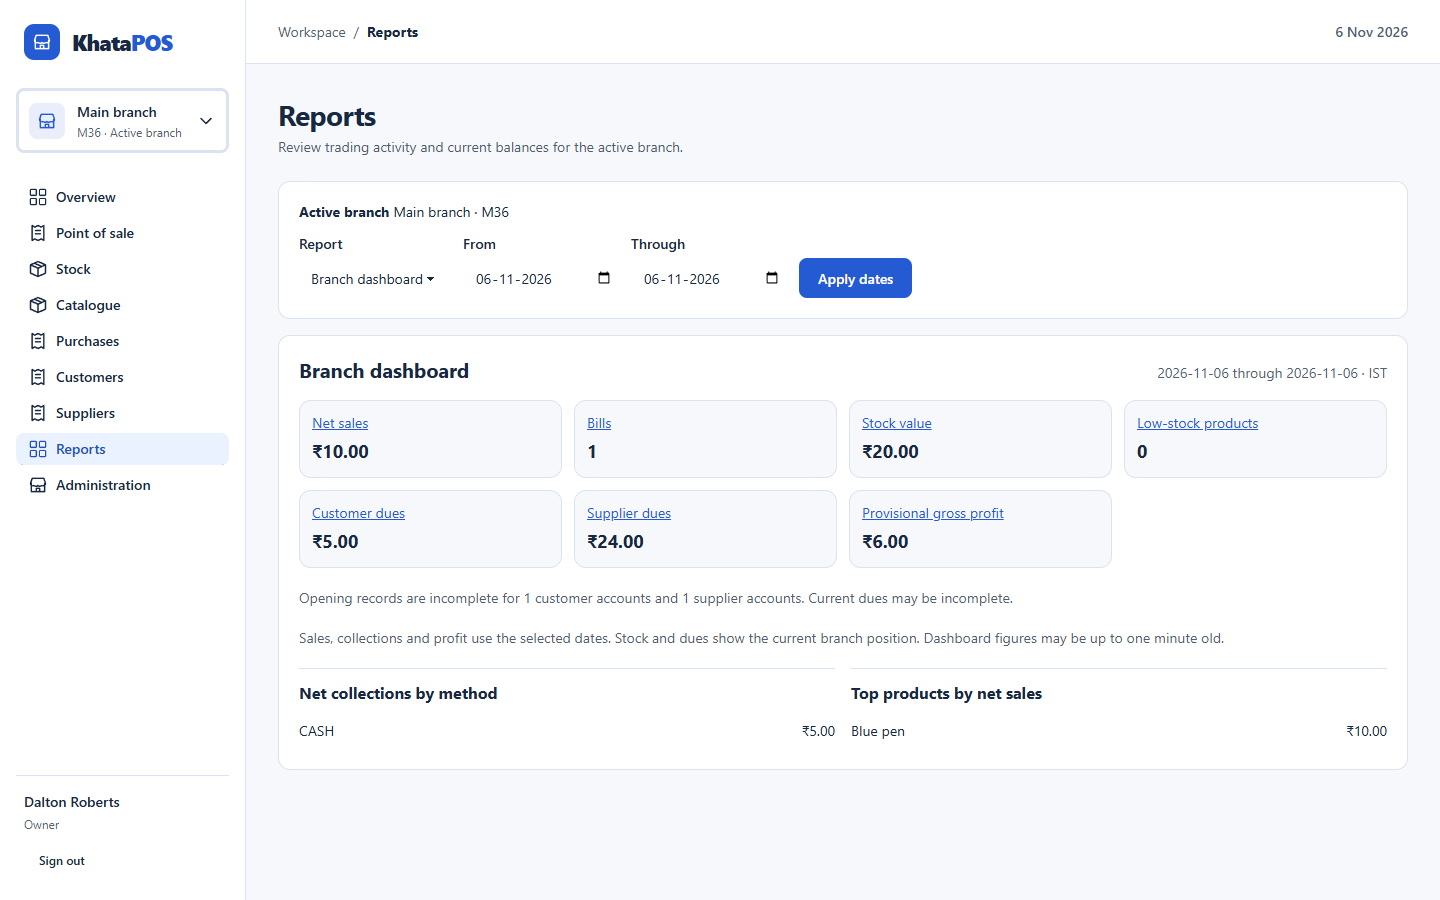 KhataPOS
Main branch
M36 · Active branch
Overview
Point of sale
Stock
Catalogue
Purchases
Customers
Suppliers
Reports
Administration
Dalton Roberts
Owner
Sign out
Workspace / Reports
6 Nov 2026
Reports
Review trading activity and current balances for the active branch.
Active branch Main branch · M36
Report From Through
Branch dashboard 06-11-2026 06-11-2026 Apply dates
Branch dashboard
2026-11-06 through 2026-11-06 · IST
Net sales
₹10.00
Bills
1
Stock value
₹20.00
Low-stock products
0
Customer dues
₹5.00
Supplier dues
₹24.00
Provisional gross profit
₹6.00
Opening records are incomplete for 1 customer accounts and 1 supplier accounts. Current dues may be incomplete.
Sales, collections and profit use the selected dates. Stock and dues show the current branch position. Dashboard figures may be up to one minute old.
Net collections by method
CASH ₹5.00
Top products by net sales
Blue pen ₹10.00